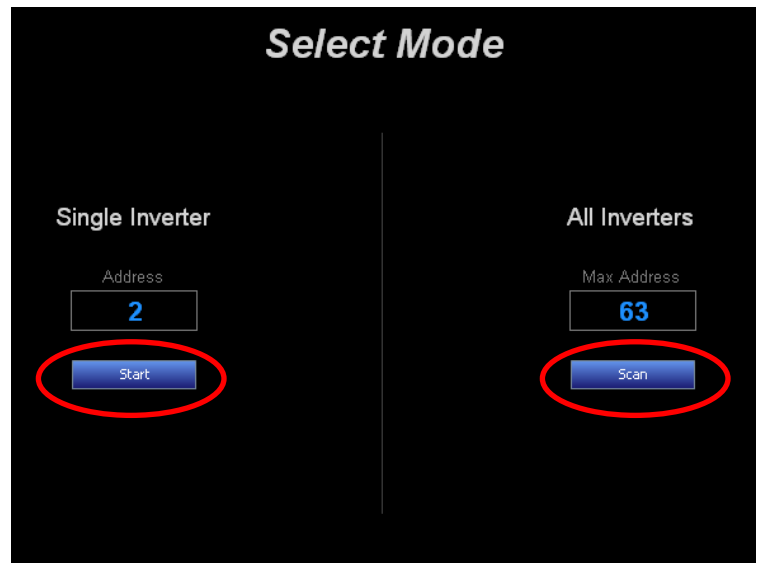 Select Mode
Single Inverter
Address
2
Start
All Inverters
Max Address
63
Scan